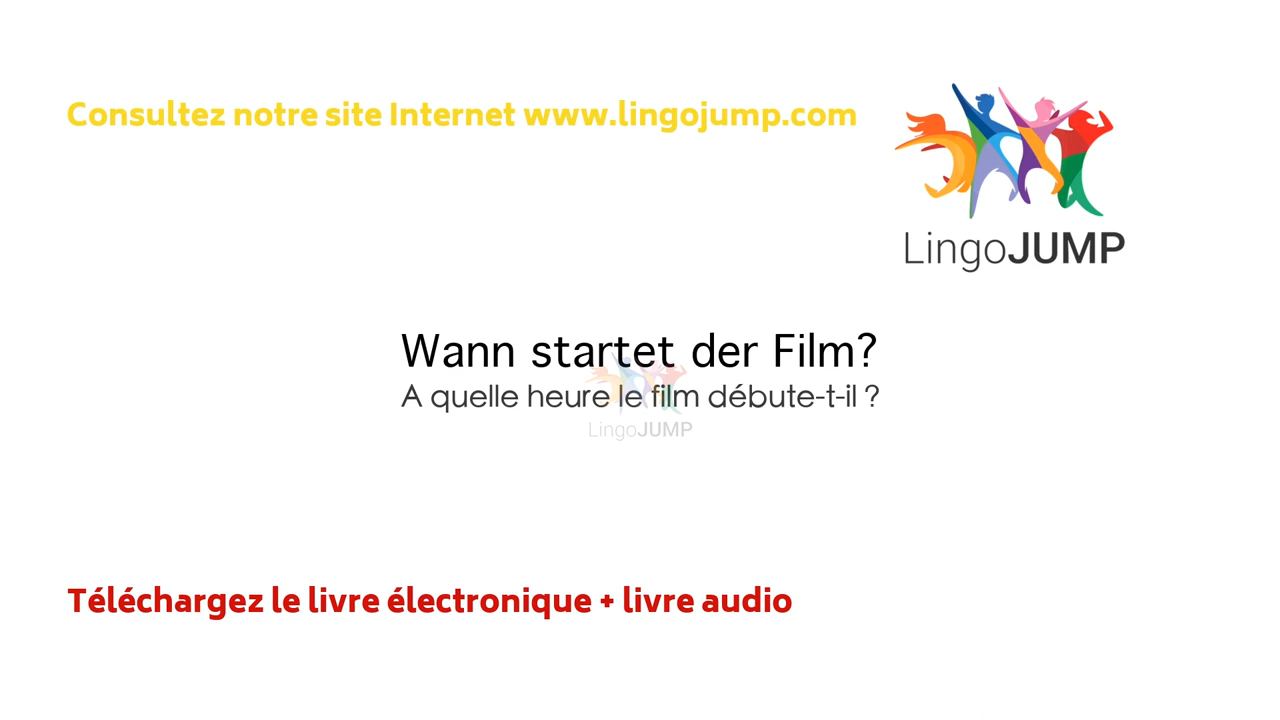 Consultez notre site Internet www.lingojump.com
LingoJUMP
Wann startet der Film?
A quelle heure le film débute-t-il ?
LingoJUMP
Téléchargez le livre électronique + livre audio